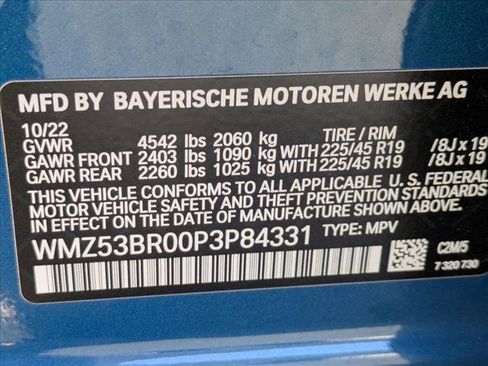 MFD BY BAYERISCHE MOTOREN WERKE AG
10/22
GVWR 4542 lbs 2060 kg TIRE / RIM
GAWR FRONT 2403 lbs 1090 kg WITH 225/45 R19 /8J x 19
GAWR REAR 2260 lbs 1025 kg WITH 225/45 R19 /8J x 19
THIS VEHICLE CONFORMS TO ALL APPLICABLE U. S. FEDERAL
MOTOR VEHICLE SAFETY AND THEFT PREVENTION STANDARDS
IN EFFECT ON THE DATE OF MANUFACTURE SHOWN ABOVE.
WMZ53BR00P3P84331 TYPE: MPV
C2M/5
7 320 730